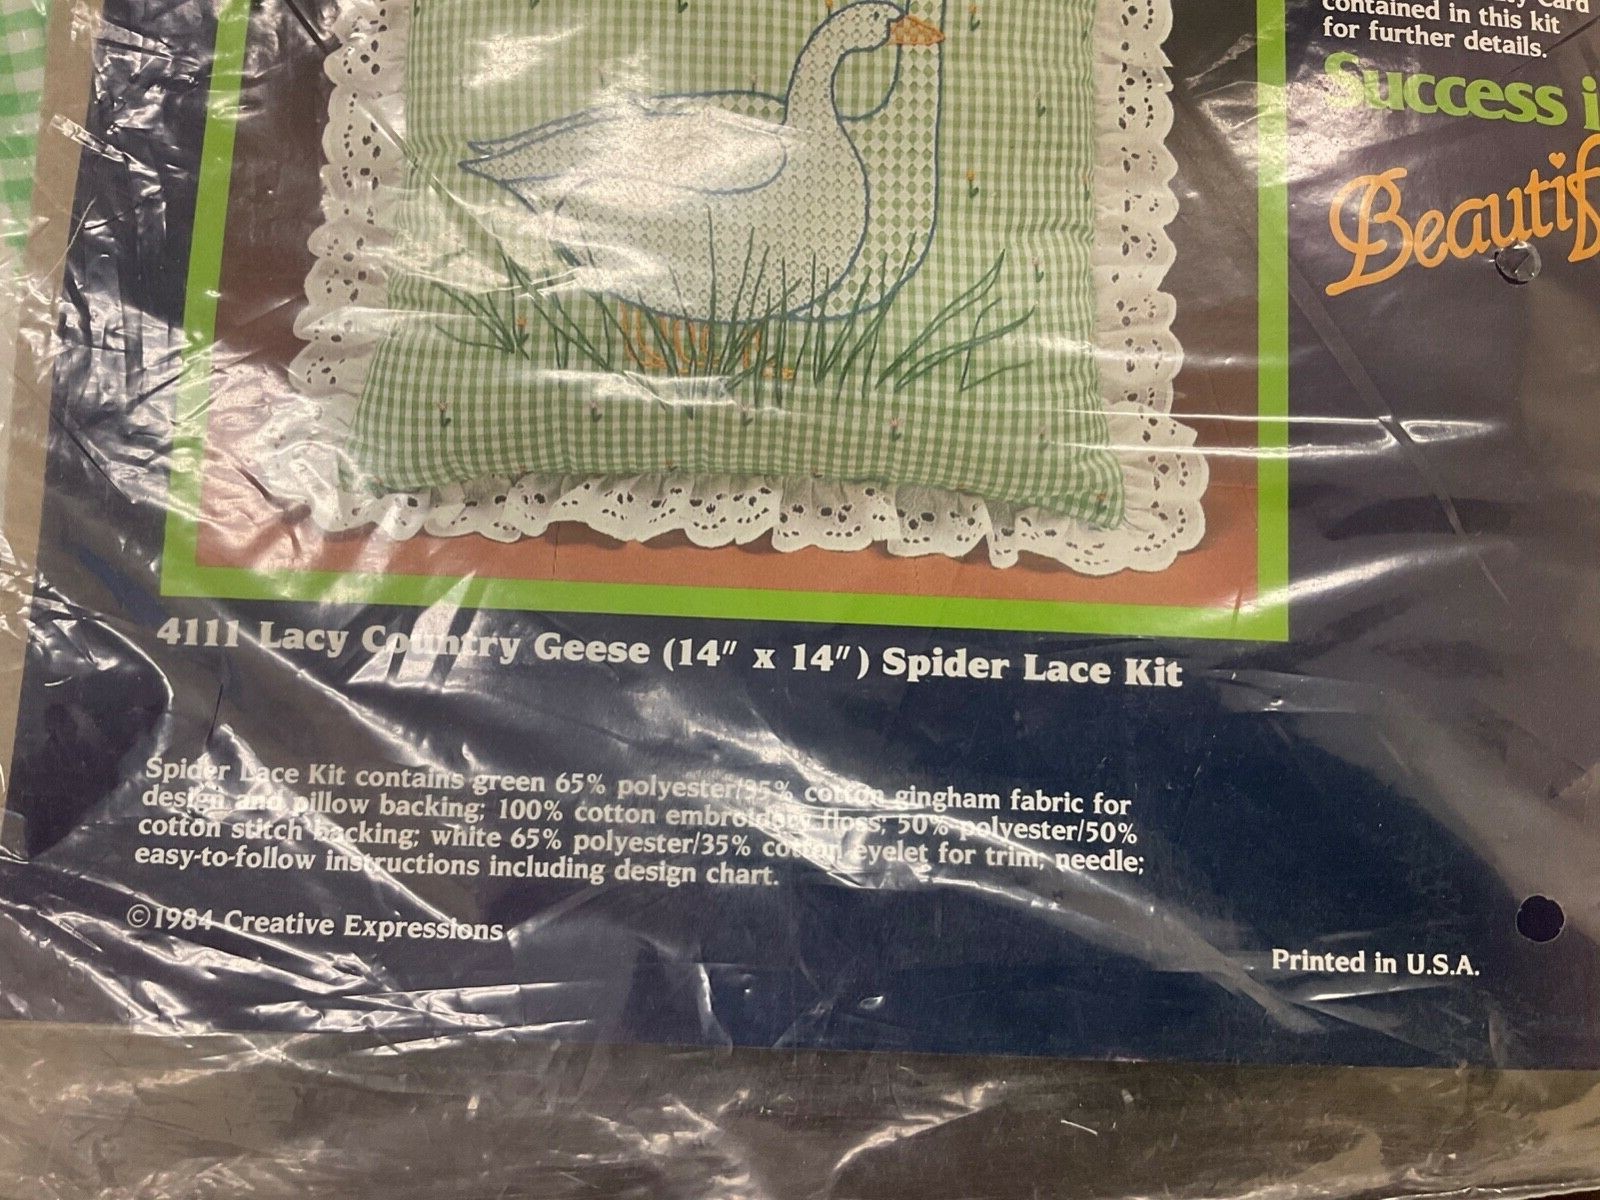 Card
contained in this kit
for further details.
Success i
Beautif
4111 Lacy Country Geese (14" x 14") Spider Lace Kit
Spider Lace Kit contains green 65% polyester/35% cotton gingham fabric for
design and pillow backing; 100% cotton embroidery floss; 50% polyester/50%
cotton stitch backing; white 65% polyester/35% cotton eyelet for trim; needle;
easy-to-follow instructions including design chart.
©1984 Creative Expressions
Printed in U.S.A.